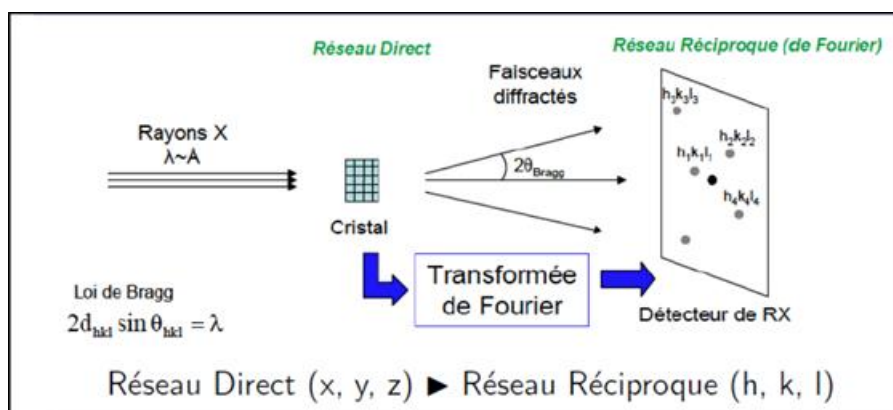 Réseau Direct
Réseau Réciproque (de Fourier)
Faisceaux
diffractés
Rayons X
λ~A
2θBragg
h3k3l3
h2k2l2
h1k1l1
h4k4l4
Cristal
Transformée
de Fourier
Détecteur de RX
Loi de Bragg
2dhkl sin θhkl = λ
Réseau Direct (x, y, z) ► Réseau Réciproque (h, k, l)